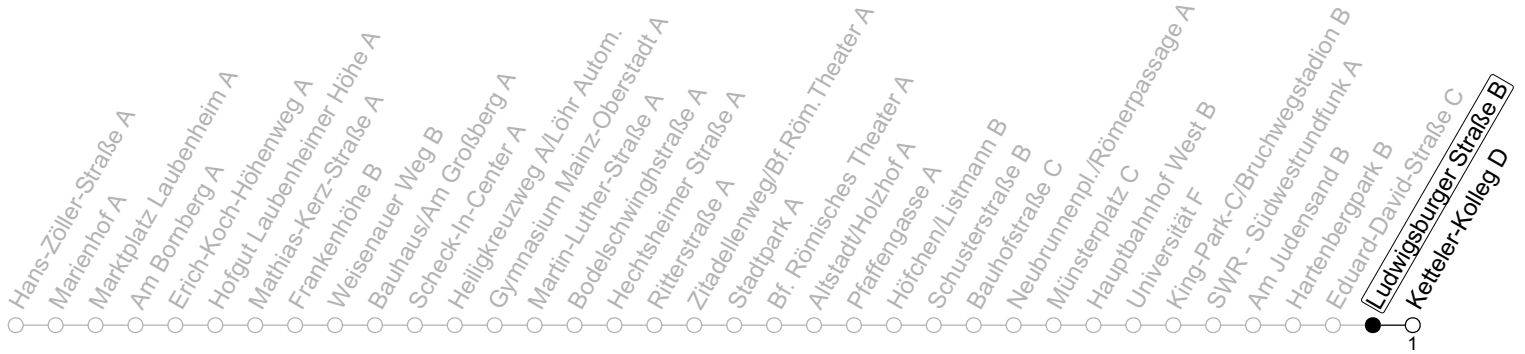 Hans-Zöller-Straße A
Marienhof A
Marktplatz Laubenheim A
Am Bornberg A
Erich-Koch-Höhenweg A
Hofgut Laubenheimer Höhe A
Mathias-Kerz-Straße A
Frankenhöhe B
Weisenauer Weg B
Bauhaus/Am Großberg A
Scheck-In-Center A
Heiligkreuzweg A/Löhr Autom.
Gymnasium Mainz-Oberstadt A
Martin-Luther-Straße A
Bodelschwinghstraße A
Hechtsheimer Straße A
Ritterstraße A
Zitadellenweg/Bf.Röm.Theater A
Stadtpark A
Bf. Römisches Theater A
Altstadt/Holzhof A
Pfaffengasse A
Höfchen/Listmann B
Schusterstraße B
Bauhofstraße C
Neubrunnenpl./Römerpassage A
Münsterplatz C
Hauptbahnhof West B
Universität F
King-Park-C/Bruchwegstadion B
SWR - Südwestrundfunk A
Am Judensand B
Hartenbergpark B
Eduard-David-Straße C
Ludwigsburger Straße B
Ketteler-Kolleg D
1